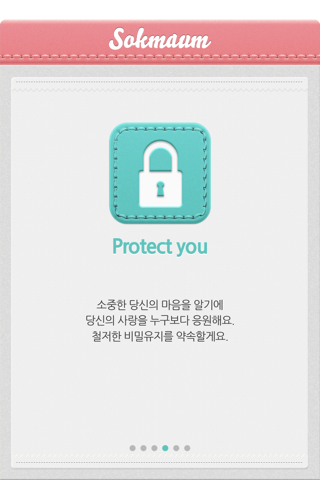 Sokmaum
Protect you
소중한 당신의 마음을 알기에
당신의 사랑을 누구보다 응원해요.
철저한 비밀유지를 약속할게요.